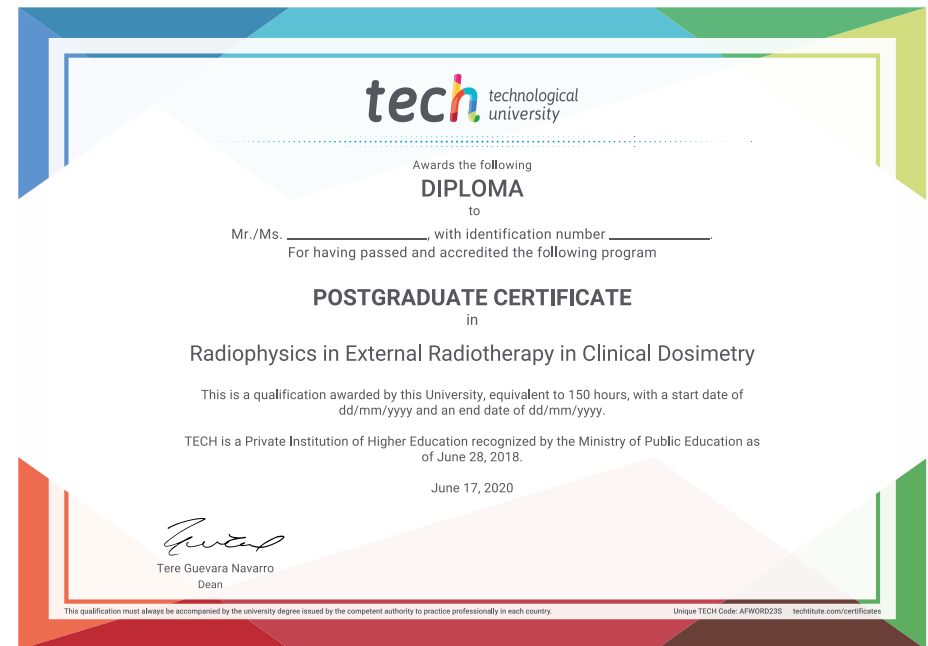 tech technological
university
Awards the following
DIPLOMA
to
Mr./Ms. __________________, with identification number _____________.
For having passed and accredited the following program
POSTGRADUATE CERTIFICATE
in
Radiophysics in External Radiotherapy in Clinical Dosimetry
This is a qualification awarded by this University, equivalent to 150 hours, with a start date of
dd/mm/yyyy and an end date of dd/mm/yyyy.
TECH is a Private Institution of Higher Education recognized by the Ministry of Public Education as
of June 28, 2018.
June 17, 2020
Tere Guevara Navarro
Dean
This qualification must always be accompanied by the university degree issued by the competent authority to practice professionally in each country.
Unique TECH Code: AFWORD23S techtitute.com/certificates